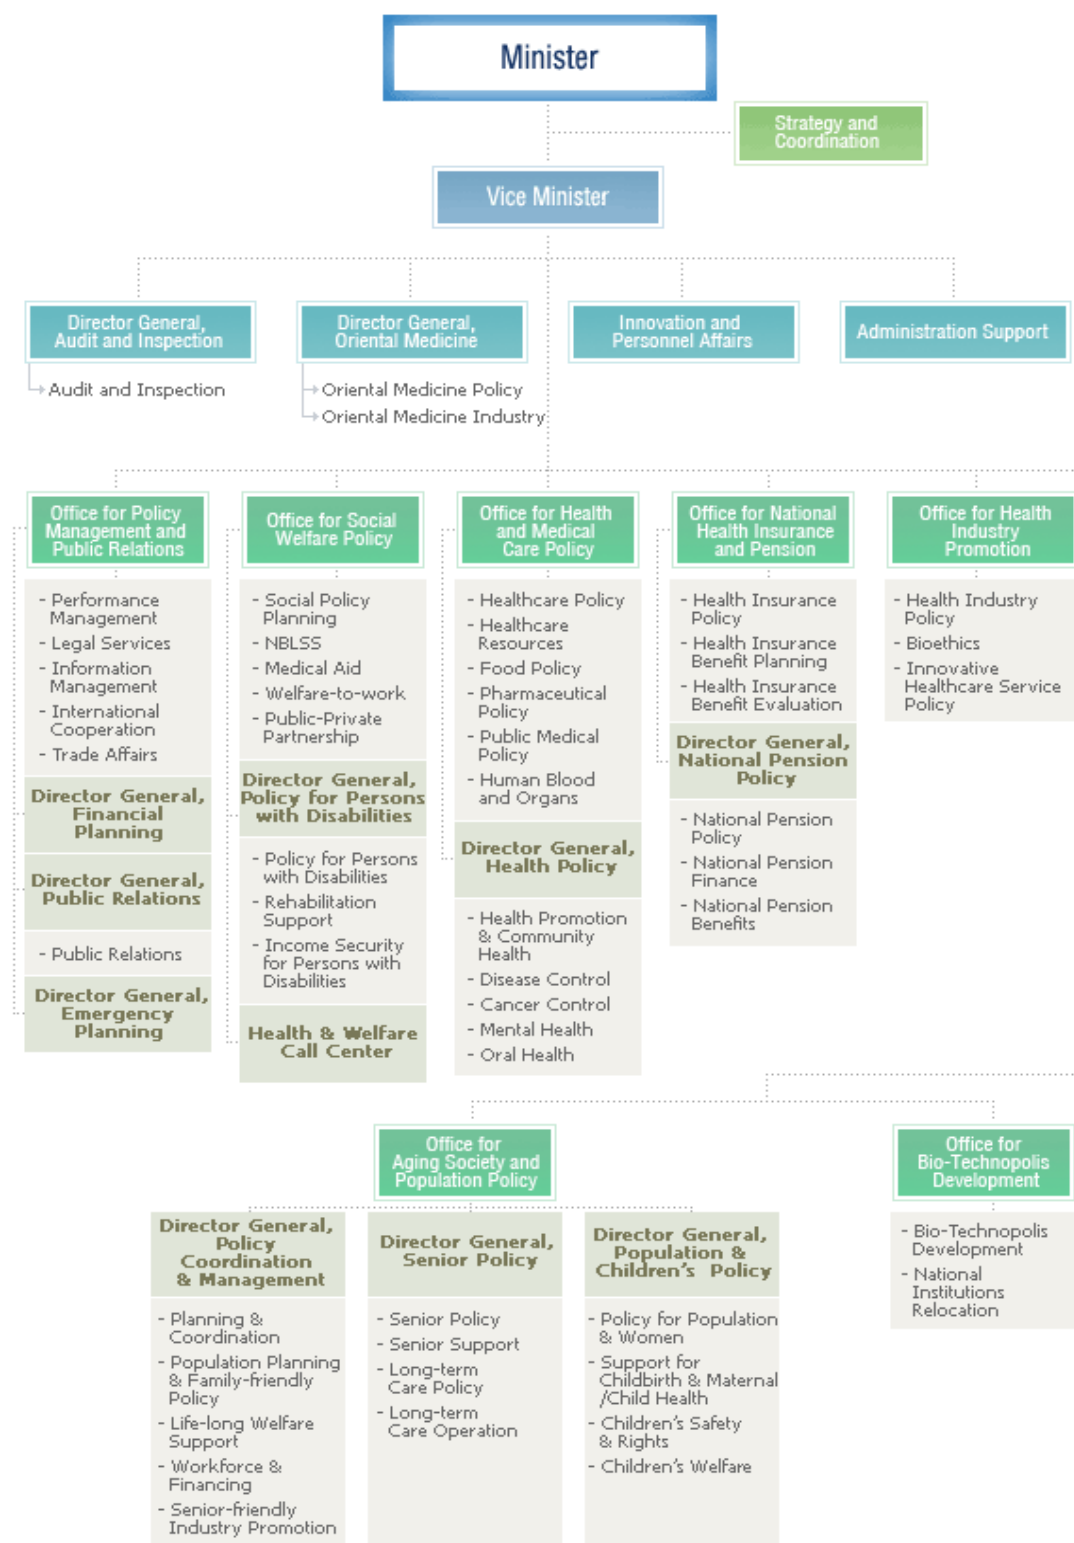 Minister
Strategy and
Coordination
Vice Minister
Director General,
Audit and Inspection
Director General,
Oriental Medicine
Innovation and
Personnel Affairs
Administration Support
Audit and Inspection
Oriental Medicine Policy
Oriental Medicine Industry
Office for Policy
Management and
Public Relations
- Performance
Management
- Legal Services
- Information
Management
- International
Cooperation
- Trade Affairs
Director General,
Financial
Planning
Director General,
Public Relations
- Public Relations
Director General,
Emergency
Planning
Office for Social
Welfare Policy
- Social Policy
Planning
- NBLSS
- Medical Aid
- Welfare-to-work
- Public-Private
Partnership
Director General,
Policy for Persons
with Disabilities
- Policy for Persons
with Disabilities
- Rehabilitation
Support
- Income Security
for Persons with
Disabilities
Health & Welfare
Call Center
Office for Health
and Medical
Care Policy
- Healthcare Policy
- Healthcare
Resources
- Food Policy
- Pharmaceutical
Policy
- Public Medical
Policy
- Human Blood
and Organs
Director General,
Health Policy
- Health Promotion
& Community
Health
- Disease Control
- Cancer Control
- Mental Health
- Oral Health
Office for National
Health Insurance
and Pension
- Health Insurance
Policy
- Health Insurance
Benefit Planning
- Health Insurance
Benefit Evaluation
Director General,
National Pension
Policy
- National Pension
Policy
- National Pension
Finance
- National Pension
Benefits
Office for Health
Industry
Promotion
- Health Industry
Policy
- Bioethics
- Innovative
Healthcare Service
Policy
Office for
Aging Society and
Population Policy
Director General,
Policy
Coordination
& Management
- Planning &
Coordination
- Population Planning
& Family-friendly
Policy
- Life-long Welfare
Support
- Workforce &
Financing
- Senior-friendly
Industry Promotion
Director General,
Senior Policy
- Senior Policy
- Senior Support
- Long-term
Care Policy
- Long-term
Care Operation
Director General,
Population &
Children's Policy
- Policy for Population
& Women
- Support for
Childbirth & Maternal
/Child Health
- Children's Safety
& Rights
- Children's Welfare
Office for
Bio-Technopolis
Development
- Bio-Technopolis
Development
- National
Institutions
Relocation